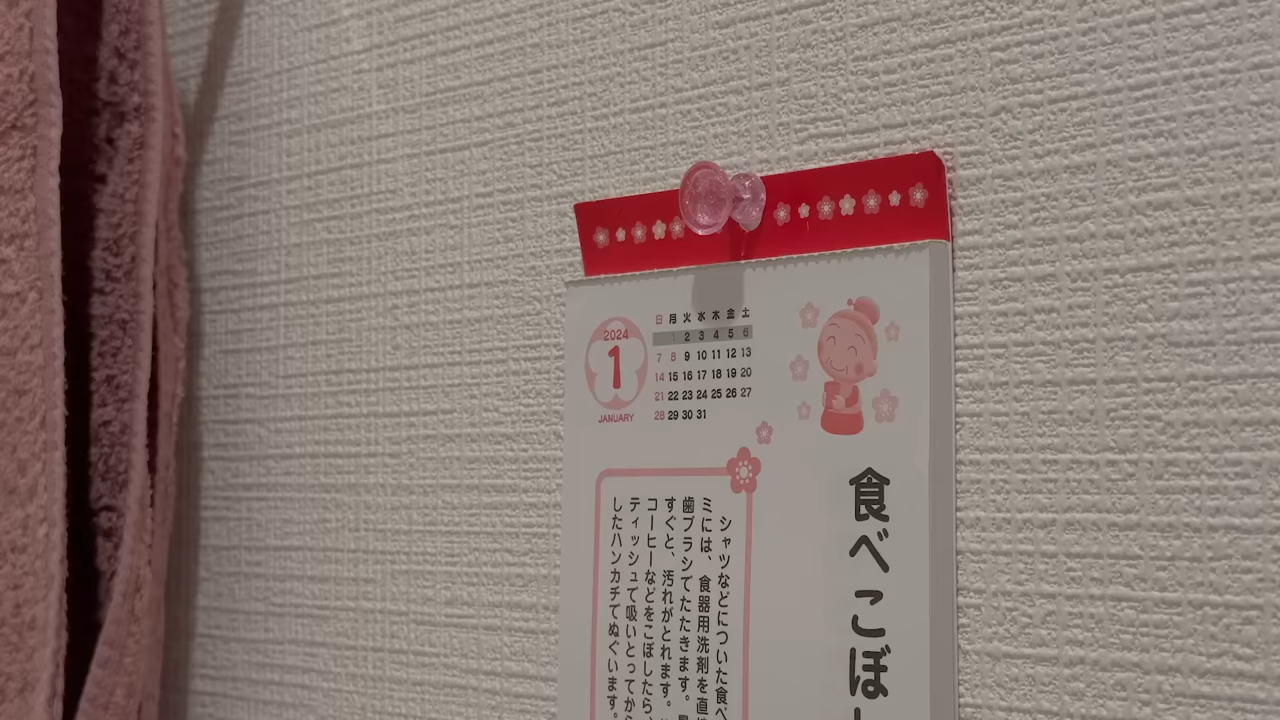 2024
1
JANUARY
日 月 火 水 木 金 土
1 2 3 4 5 6
7 8 9 10 11 12 13
14 15 16 17 18 19 20
21 22 23 24 25 26 27
28 29 30 31
食べこぼ
シャツなどについた食べ
ミには、食器用洗剤を直接
歯ブラシでたたきます。
すぐと、汚れがとれます。
コーヒーなどをこぼしたら、
ティッシュで吸いとってから
したハンカチでぬぐいます。